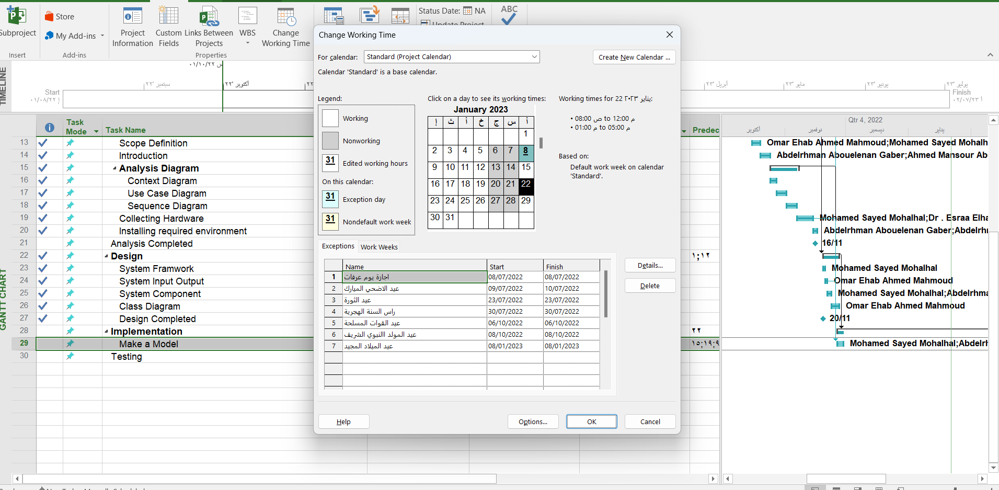 Subproject
Store
My Add-ins
Project Information
Custom Fields
Links Between Projects
WBS
Change Working Time
Status Date: NA
Update Project
ABC
Insert
Add-ins
Properties
TIMELINE
س ٠١/١٠/٢٢
Start
إ ٠١/٠٨/٢٢
سبتمبر '٢٢
أكتوبر '٢٢
'٢٢
أبريل '٢٣
مايو '٢٣
يونيو '٢٣
يوليو '٢٣
Finish
أ ٠٢/٠٧/٢٣
Task Mode
Task Name
Predec
13 Scope Definition
14 Introduction
15 Analysis Diagram
16 Context Diagram
17 Use Case Diagram
18 Sequence Diagram
19 Collecting Hardware
20 Installing required environment
21 Analysis Completed
22 Design
١;١٢
23 System Framwork
24 System Input Output
25 System Component
26 Class Diagram
27 Design Completed
28 Implementation
٢٢
29 Make a Model
١٥;١٩;٩
30 Testing
GANTT CHART
Change Working Time
For calendar: Standard (Project Calendar)
Create New Calendar ...
Calendar 'Standard' is a base calendar.
Legend:
Working
Nonworking
31 Edited working hours
On this calendar:
31 Exception day
31 Nondefault work week
Click on a day to see its working times:
January 2023
إ ث أ خ ج س أ
1
2 3 4 5 6 7 8
9 10 11 12 13 14 15
16 17 18 19 20 21 22
23 24 25 26 27 28 29
30 31
Working times for 22 يناير ٢٠٢٣:
• 08:00 ص to 12:00 م
• 01:00 م to 05:00 م
Based on:
Default work week on calendar
'Standard'.
Exceptions Work Weeks
Name Start Finish
1 اجازة يوم عرفات 08/07/2022 08/07/2022
2 عيد الاضحي المبارك 09/07/2022 10/07/2022
3 عيد الثورة 23/07/2022 23/07/2022
4 راس السنة الهجرية 30/07/2022 30/07/2022
5 عيد القوات المسلحة 06/10/2022 06/10/2022
6 عيد المولد االنبوي الشريف 08/10/2022 08/10/2022
7 عيد الميلاد المجيد 08/01/2023 08/01/2023
Details...
Delete
Help
Options...
OK
Cancel
Qtr 4, 2022
أكتوبر
نوفمبر
ديسمبر
يناير
Omar Ehab Ahmed Mahmoud;Mohamed Sayed Mohalh
Abdelrhman Abouelenan Gaber;Ahmed Mansour Ab
Mohamed Sayed Mohalhal;Dr . Esraa Elha
Abdelrhman Abouelenan Gaber;Abdelrh
16/11
Mohamed Sayed Mohalhal
Omar Ehab Ahmed Mahmoud
Mohamed Sayed Mohalhal;Abdelrhma
Omar Ehab Ahmed Mahmoud
20/11
Mohamed Sayed Mohalhal;Abdelrh